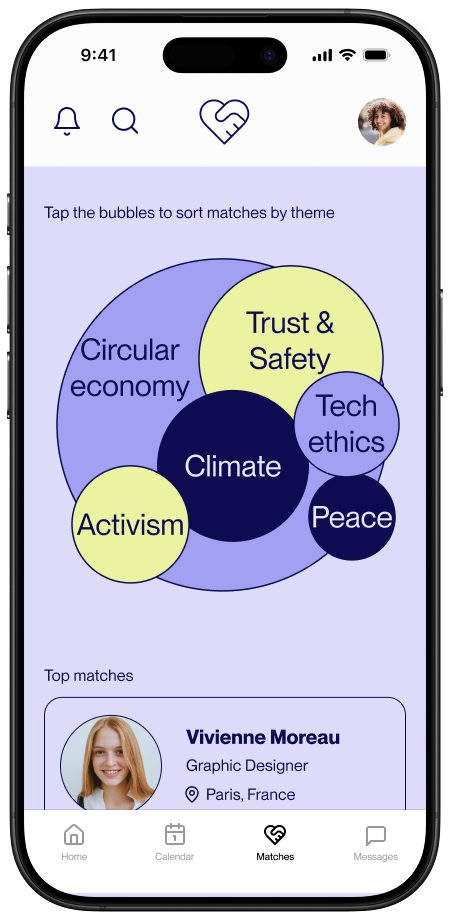 9:41
Tap the bubbles to sort matches by theme
Circular
economy
Trust &
Safety
Tech
ethics
Climate
Activism
Peace
Top matches
Vivienne Moreau
Graphic Designer
Paris, France
Home
1
Calendar
Matches
Messages